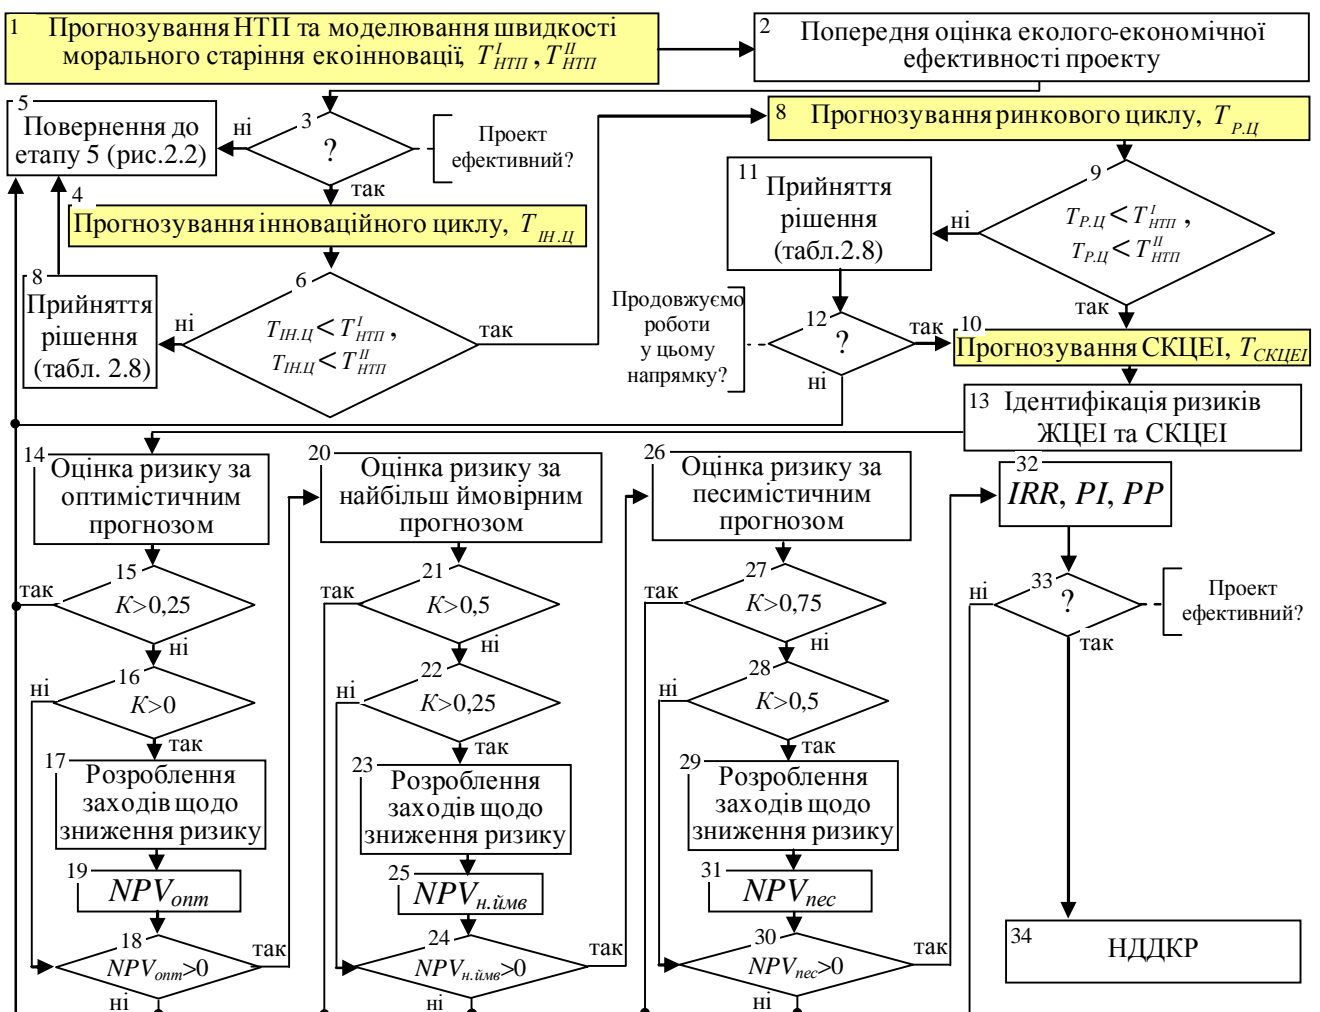 1
Прогнозування НТП та моделювання швидкості
морального старіння екоінновації, T^I_НТП, T^II_НТП
2
Попередня оцінка еколого-економічної
ефективності проекту
5
Повернення до
етапу 5 (рис.2.2)
ні
3
?
Проект
ефективний?
так
8
Прогнозування ринкового циклу, T_Р.Ц
4
Прогнозування інноваційного циклу, T_ІН.Ц
11
Прийняття
рішення
(табл.2.8)
ні
9
T_Р.Ц < T^I_НТП,
T_Р.Ц < T^II_НТП
так
8
Прийняття
рішення
(табл. 2.8)
ні
6
T_ІН.Ц < T^I_НТП,
T_ІН.Ц < T^II_НТП
так
Продовжуємо
роботи
у цьому
напрямку?
12
?
так
ні
10
Прогнозування СКЦЕІ, T_СКЦЕІ
13
Ідентифікація ризиків
ЖЦЕІ та СКЦЕІ
14
Оцінка ризику за
оптимістичним
прогнозом
15
так
K>0,25
ні
16
ні
K>0
так
17
Розроблення
заходів щодо
зниження ризику
19
NPV_опт
18
NPV_опт>0
так
ні
20
Оцінка ризику за
найбільш ймовірним
прогнозом
21
так
K>0,5
ні
22
ні
K>0,25
так
23
Розроблення
заходів щодо
зниження ризику
25
NPV_н.ймв
24
NPV_н.ймв>0
так
ні
26
Оцінка ризику за
песимістичним
прогнозом
27
так
K>0,75
ні
28
ні
K>0,5
так
29
Розроблення
заходів щодо
зниження ризику
31
NPV_пес
30
NPV_пес>0
так
ні
32
IRR, PI, PP
33
ні
?
Проект
ефективний?
так
34
НДДКР